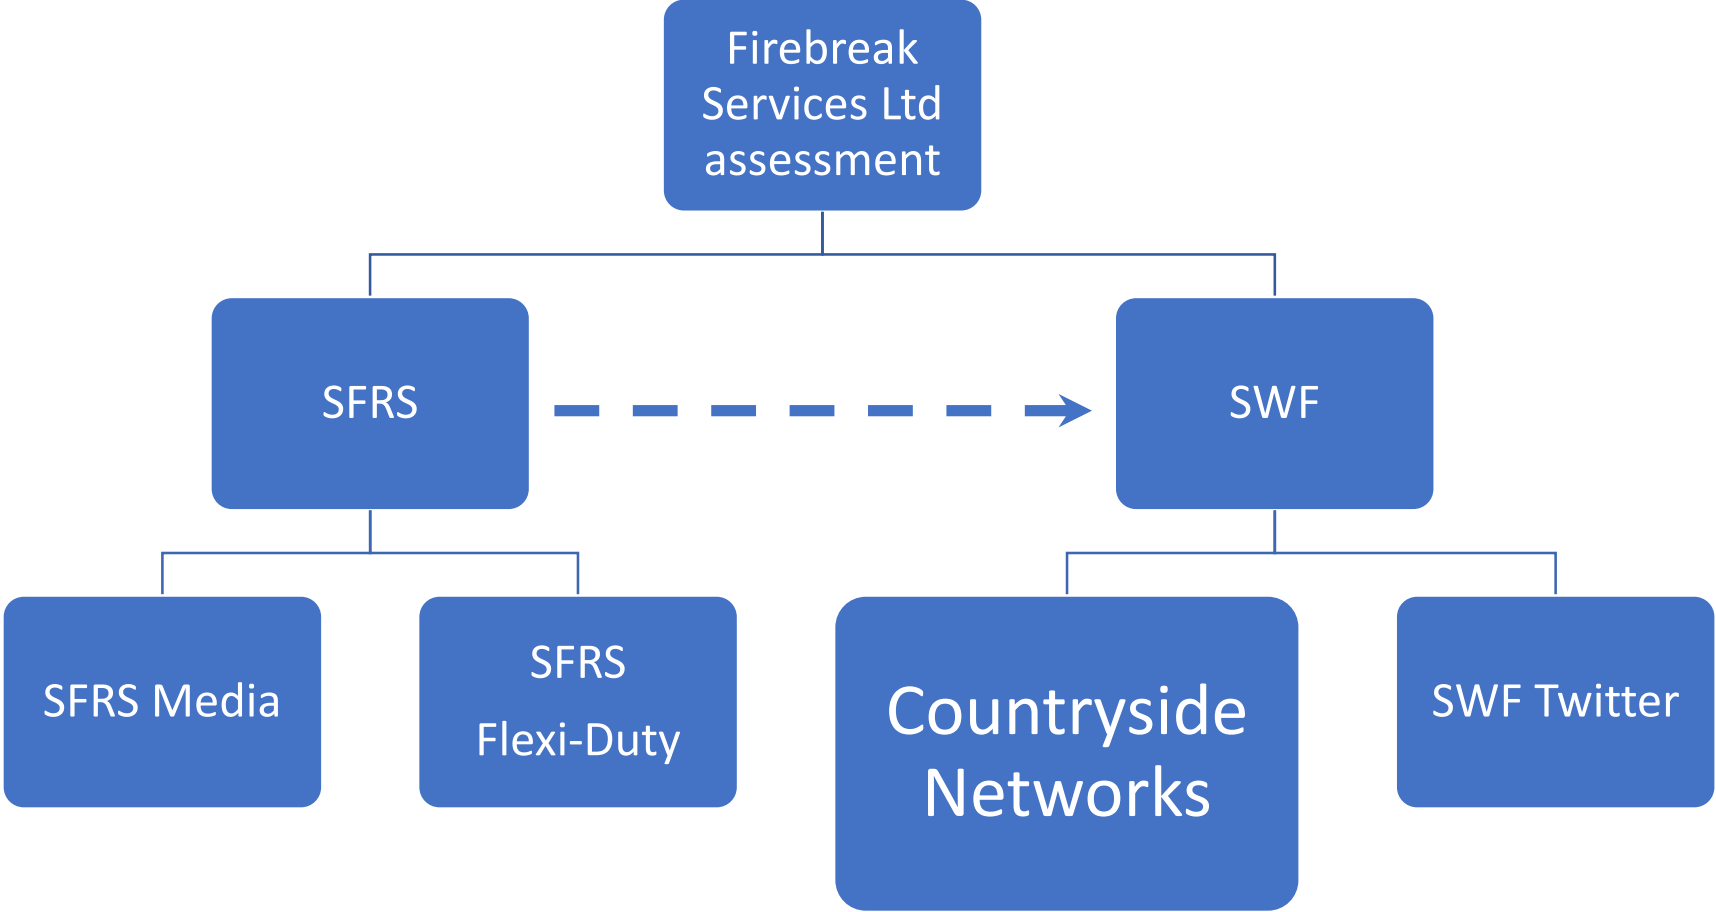 Firebreak
Services Ltd
assessment
SFRS
SWF
SFRS Media
SFRS
Flexi-Duty
Countryside
Networks
SWF Twitter